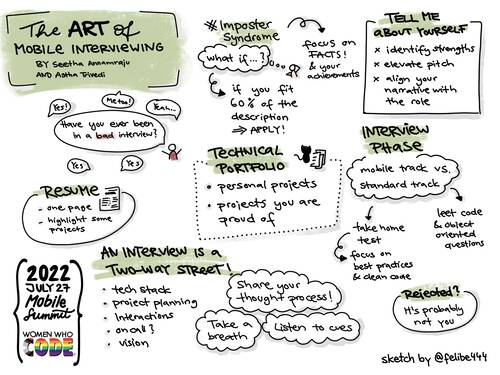 The ART of
MOBILE INTERVIEWING
BY Seetha Annamraju
AND Astha Trivedi
* Imposter
Syndrome
what if...?
focus on
FACTS!
& your
achievements
if you fit
60% of the
description
⇒ APPLY!
TELL ME
aBOUT YOURSELF
× identify strengths
× elevate pitch
× align your
narrative with
the role
Yes!
Me too!
Yeah...
Have you ever been
in a bad interview?
Yes
Yes
RESUME
- one page
- highlight some
projects
TECHNICAL
PORTFOLIO
• personal projects
• projects you are
proud of
INTERVIEW
PHASE
mobile track vs.
standard track
take home
test
focus on
best practices
& clean code
leet code
& object
oriented
questions
2022
JULY 27
Mobile
Summit
WOMEN WHO
CODE
AN INTERVIEW IS a
TWO-WAY STREET!
• tech stack
• project planning
• interactions
• on call?
• vision
Share your
thought process!
Take a
breath
Listen to cues
Rejected?
It's probably
not you
sketch by @felibe444